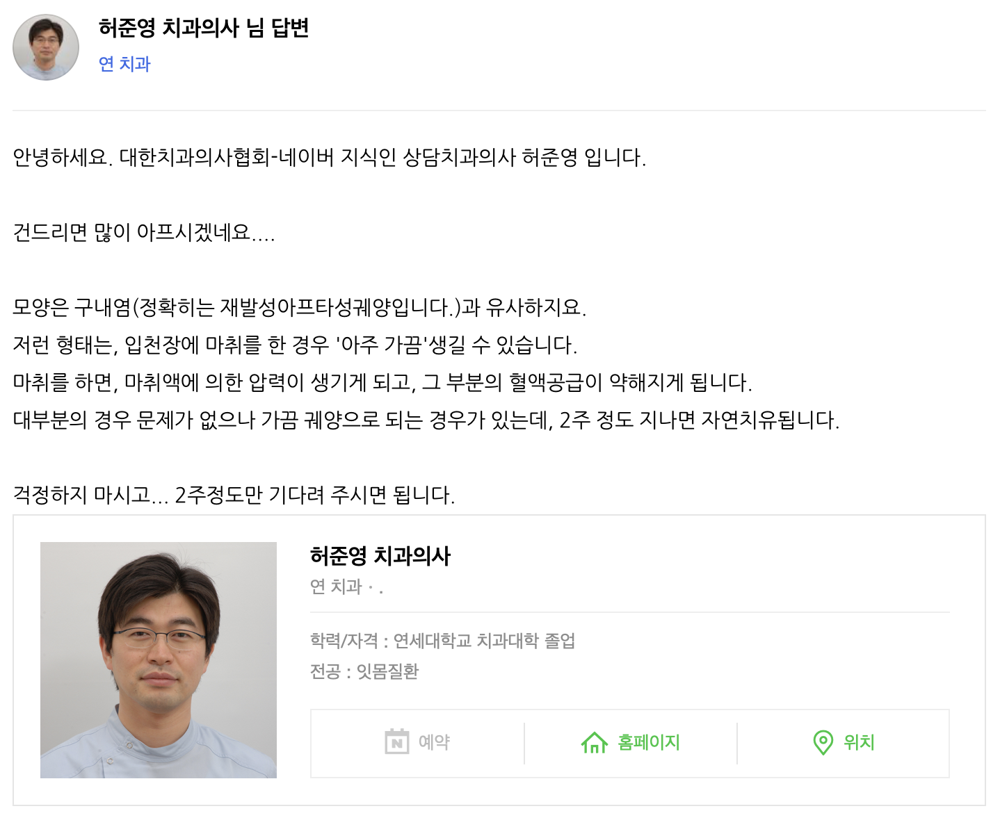 허준영 치과의사 님 답변
연 치과
안녕하세요. 대한치과의사협회-네이버 지식인 상담치과의사 허준영 입니다.
건드리면 많이 아프시겠네요....
모양은 구내염(정확히는 재발성아프타성궤양입니다.)과 유사하지요.
저런 형태는, 입천장에 마취를 한 경우 '아주 가끔'생길 수 있습니다.
마취를 하면, 마취액에 의한 압력이 생기게 되고, 그 부분의 혈액공급이 약해지게 됩니다.
대부분의 경우 문제가 없으나 가끔 궤양으로 되는 경우가 있는데, 2주 정도 지나면 자연치유됩니다.
걱정하지 마시고... 2주정도만 기다려 주시면 됩니다.
허준영 치과의사
연 치과 · .
학력/자격 : 연세대학교 치과대학 졸업
전공 : 잇몸질환
N 예약
홈페이지
위치